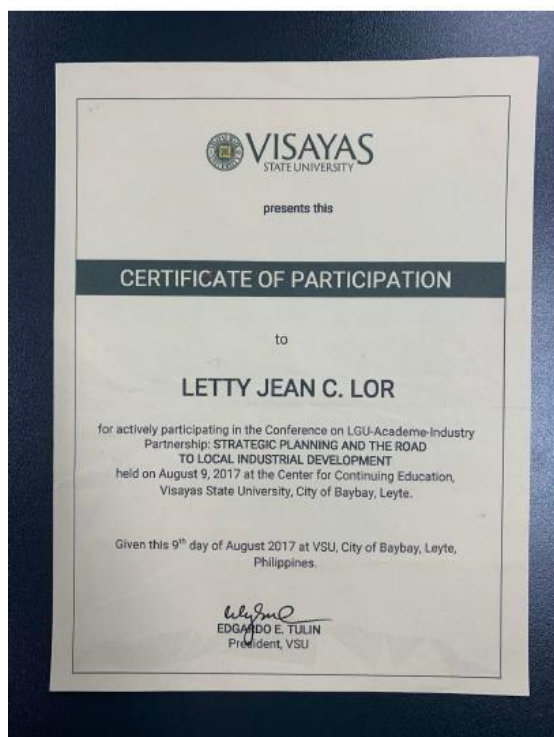 VISAYAS
STATE UNIVERSITY
presents this
CERTIFICATE OF PARTICIPATION
to
LETTY JEAN C. LOR
for actively participating in the Conference on LGU-Academe-Industry
Partnership: STRATEGIC PLANNING AND THE ROAD
TO LOCAL INDUSTRIAL DEVELOPMENT
held on August 9, 2017 at the Center for Continuing Education,
Visayas State University, City of Baybay, Leyte.
Given this 9th day of August 2017 at VSU, City of Baybay, Leyte,
Philippines.
EDGARDO E. TULIN
President, VSU